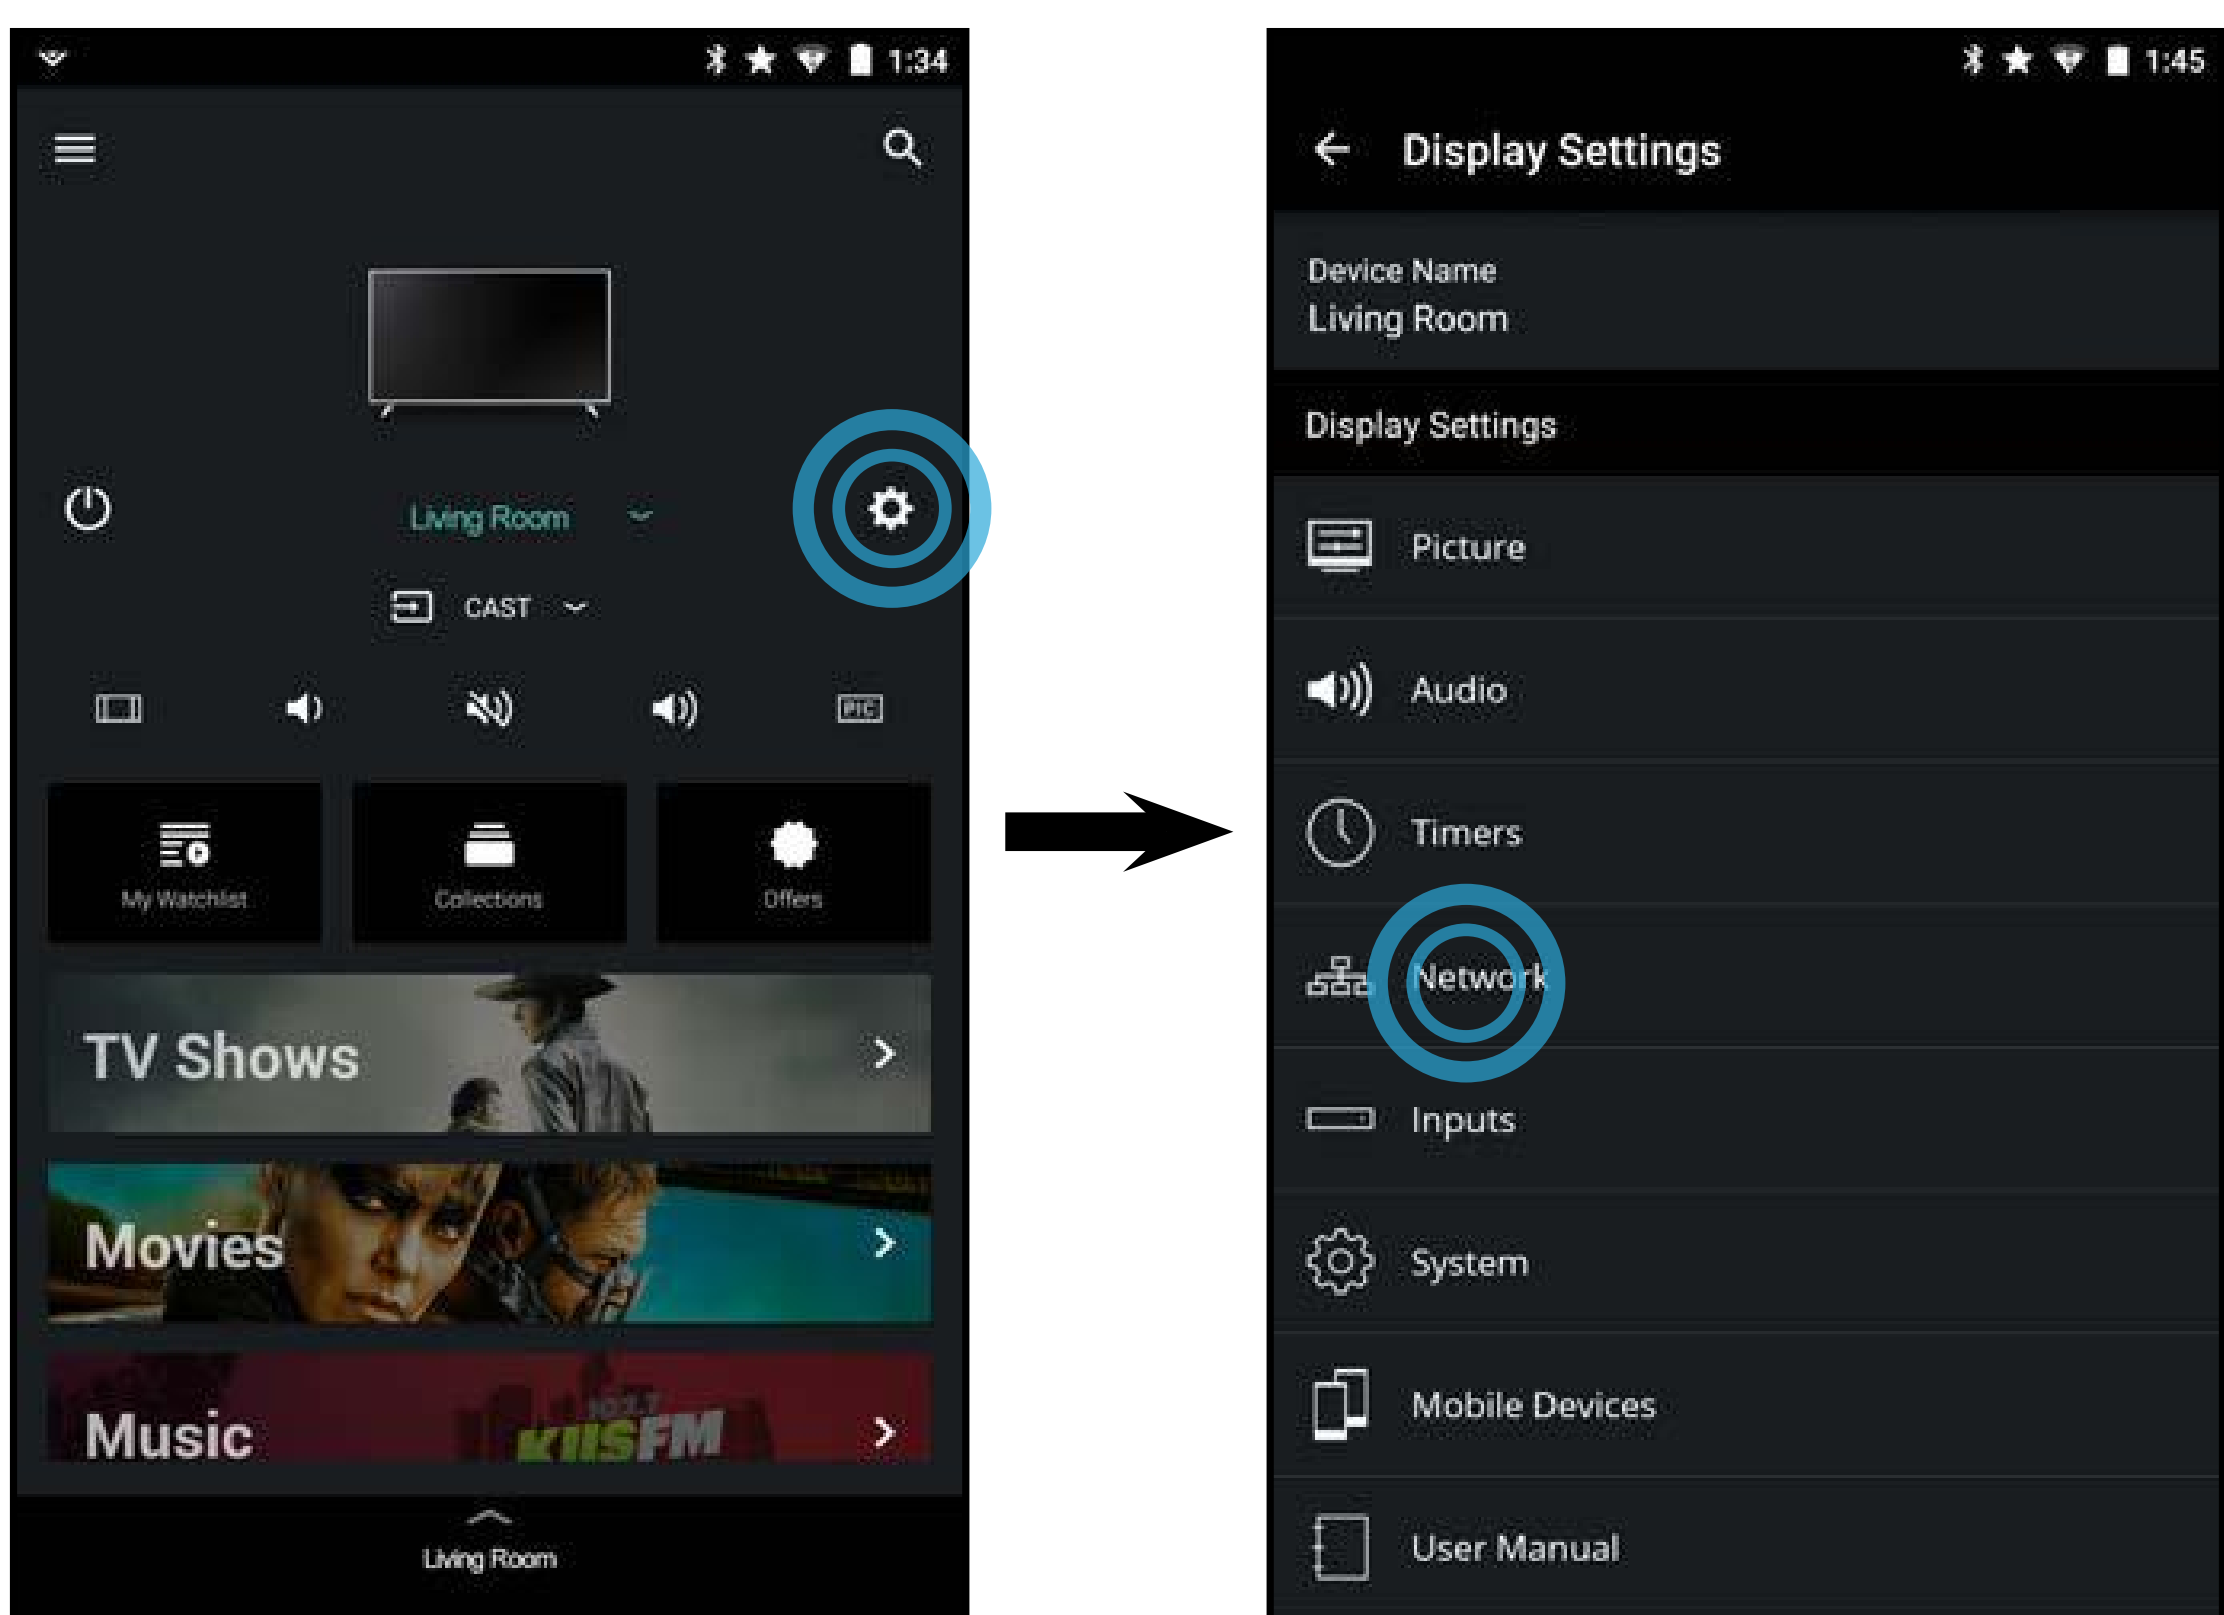 1:34
Living Room
CAST
PIC
My Watchlist
Collections
Offers
TV Shows
Movies
Music
KIISFM
Living Room
1:45
Display Settings
Device Name
Living Room
Display Settings
Picture
Audio
Timers
Network
Inputs
System
Mobile Devices
User Manual